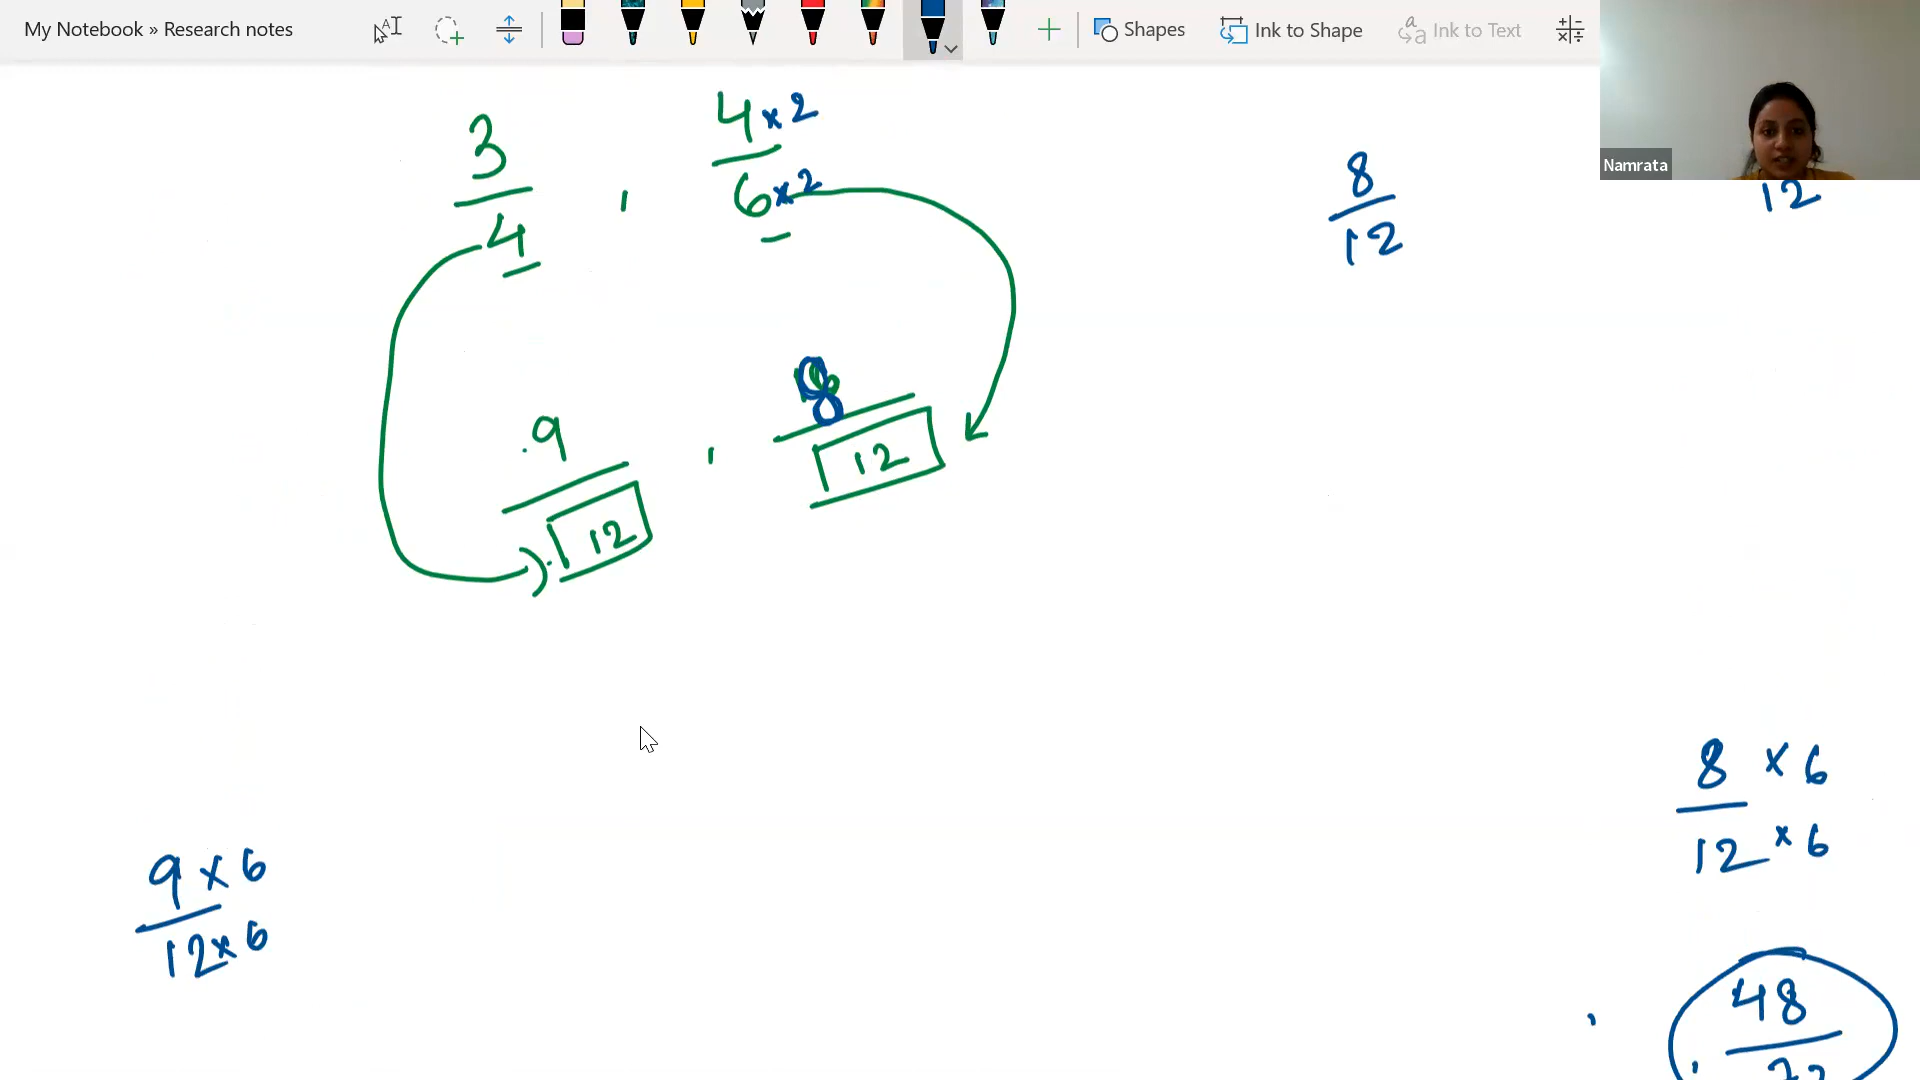 My Notebook » Research notes
Shapes
Ink to Shape
Ink to Text
Namrata
3
4
,
4 x 2
6 x 2
8
12
12
9
12
,
8
12
8 x 6
12 x 6
9 x 6
12 x 6
,
48